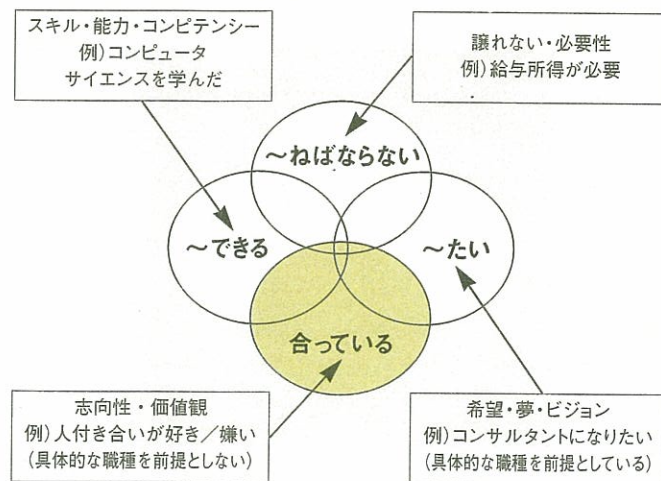 スキル・能力・コンピテンシー
例)コンピュータ
サイエンスを学んだ
譲れない・必要性
例)給与所得が必要
～ねばならない
～できる
～たい
合っている
志向性・価値観
例)人付き合いが好き／嫌い
(具体的な職種を前提としない)
希望・夢・ビジョン
例)コンサルタントになりたい
(具体的な職種を前提としている)